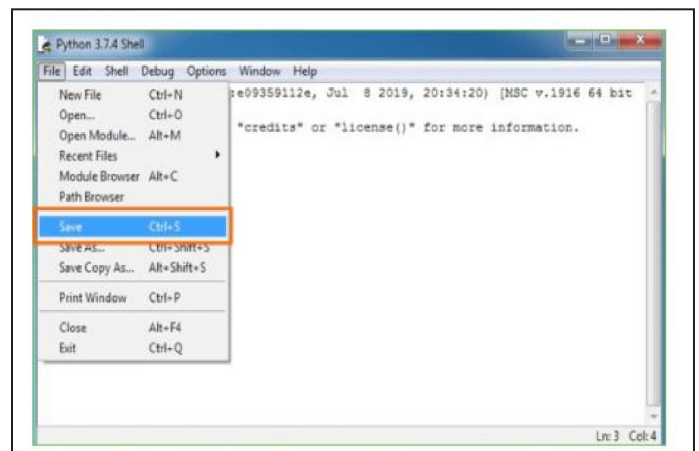 Python 3.7.4 Shell
File Edit Shell Debug Options Window Help
New File Ctrl+N
:e09359112e, Jul 8 2019, 20:34:20) [MSC v.1916 64 bit
Open... Ctrl+O
Open Module... Alt+M
"credits" or "license()" for more information.
Recent Files
Module Browser Alt+C
Path Browser
Save Ctrl+S
Save As... Ctrl+Shift+S
Save Copy As... Alt+Shift+S
Print Window Ctrl+P
Close Alt+F4
Exit Ctrl+Q
Ln: 3 Col: 4